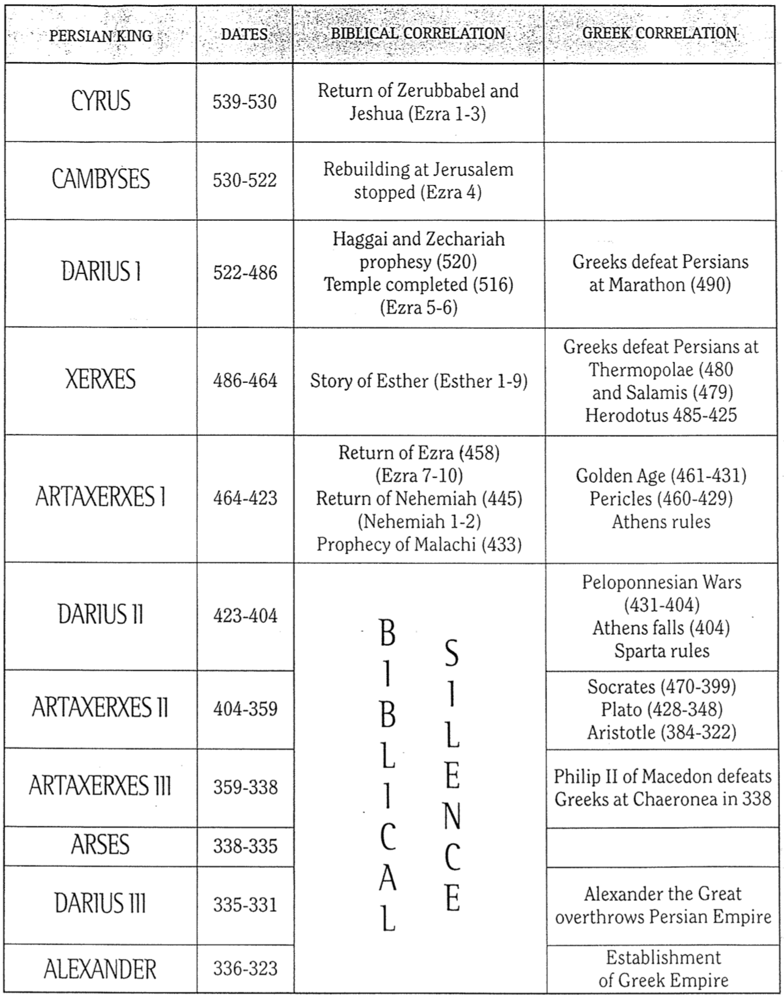 PERSIAN KING
DATES
BIBLICAL CORRELATION
GREEK CORRELATION
CYRUS
539-530
Return of Zerubbabel and
Jeshua (Ezra 1-3)
CAMBYSES
530-522
Rebuilding at Jerusalem
stopped (Ezra 4)
DARIUS I
522-486
Haggai and Zechariah
prophesy (520)
Temple completed (516)
(Ezra 5-6)
Greeks defeat Persians
at Marathon (490)
XERXES
486-464
Story of Esther (Esther 1-9)
Greeks defeat Persians at
Thermopolae (480
and Salamis (479)
Herodotus 485-425
ARTAXERXES I
464-423
Return of Ezra (458)
(Ezra 7-10)
Return of Nehemiah (445)
(Nehemiah 1-2)
Prophecy of Malachi (433)
Golden Age (461-431)
Pericles (460-429)
Athens rules
DARIUS II
423-404
BIBLICAL
SILENCE
Peloponnesian Wars
(431-404)
Athens falls (404)
Sparta rules
ARTAXERXES II
404-359
Socrates (470-399)
Plato (428-348)
Aristotle (384-322)
ARTAXERXES III
359-338
Philip II of Macedon defeats
Greeks at Chaeronea in 338
ARSES
338-335
DARIUS III
335-331
Alexander the Great
overthrows Persian Empire
ALEXANDER
336-323
Establishment
of Greek Empire